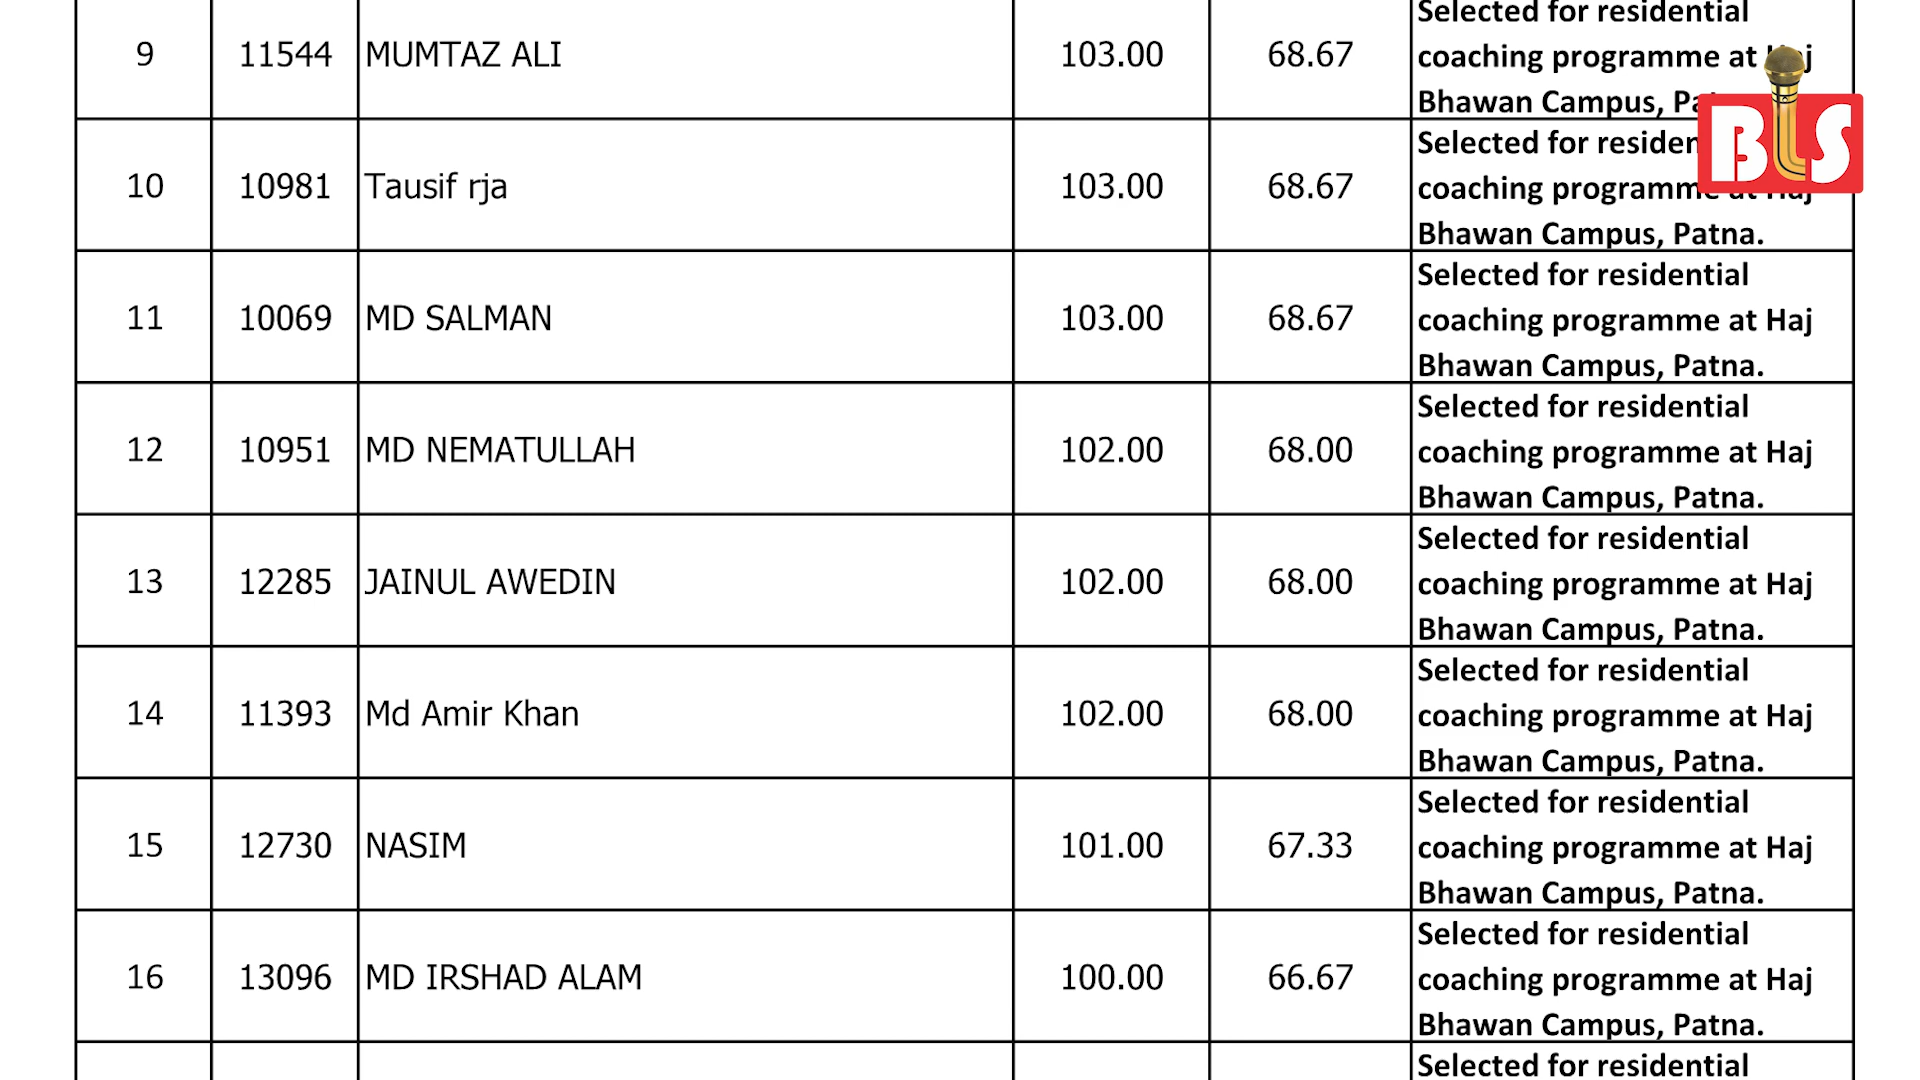 Selected for residential
9 11544 MUMTAZ ALI 103.00 68.67 coaching programme at
Bhawan Campus,
BLS
Selected for
10 10981 Tausif rja 103.00 68.67 coaching
Bhawan Campus, Patna.
Selected for residential
11 10069 MD SALMAN 103.00 68.67 coaching programme at Haj
Bhawan Campus, Patna.
Selected for residential
12 10951 MD NEMATULLAH 102.00 68.00 coaching programme at Haj
Bhawan Campus, Patna.
Selected for residential
13 12285 JAINUL AWEDIN 102.00 68.00 coaching programme at Haj
Bhawan Campus, Patna.
Selected for residential
14 11393 Md Amir Khan 102.00 68.00 coaching programme at Haj
Bhawan Campus, Patna.
Selected for residential
15 12730 NASIM 101.00 67.33 coaching programme at Haj
Bhawan Campus, Patna.
Selected for residential
16 13096 MD IRSHAD ALAM 100.00 66.67 coaching programme at Haj
Bhawan Campus, Patna.
Selected for residential